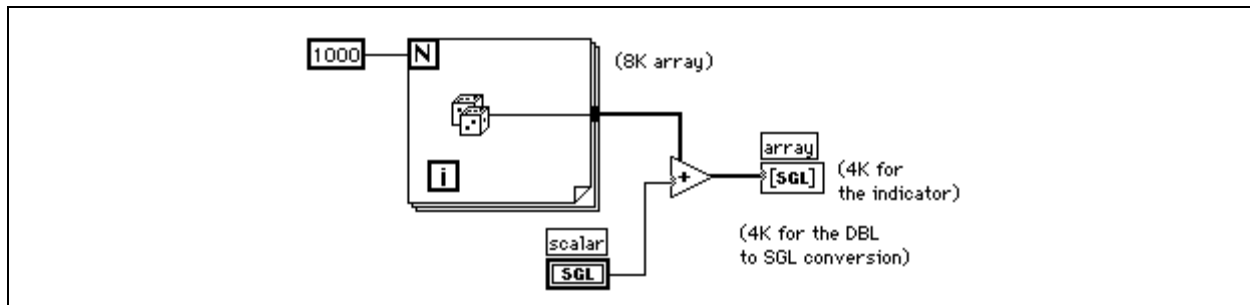 1000
N
(8K array)
i
array
[SGL]
(4K for
the indicator)
+
scalar
SGL
(4K for the DBL
to SGL conversion)